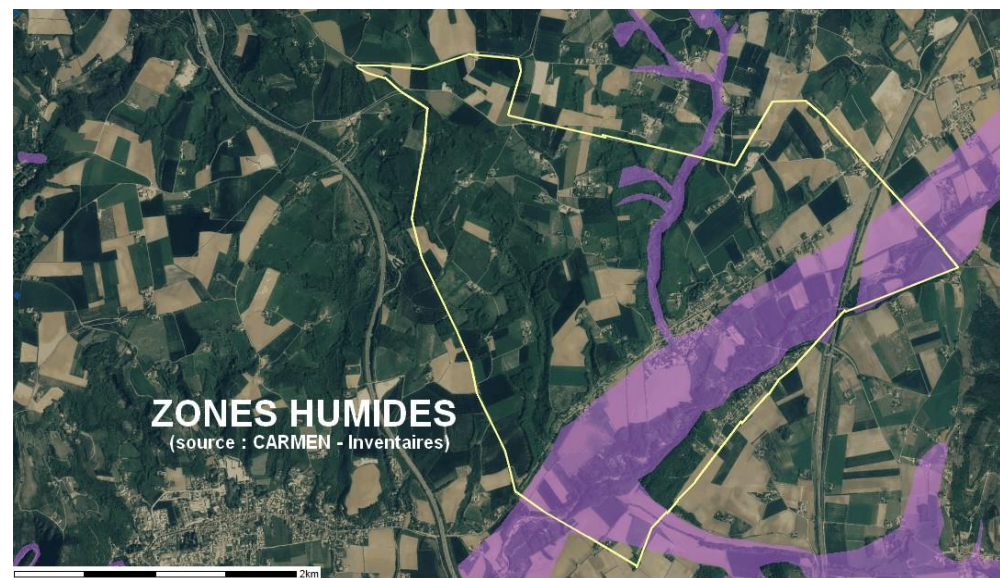 ZONES HUMIDES
(source : CARMEN - Inventaires)
2km